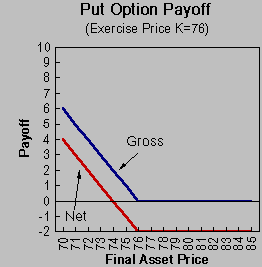 Put Option Payoff
(Exercise Price K=76)
10
9
8
7
6
5
4
3
2
1
0
-1
-2
Payoff
Gross
Net
70 71 72 73 74 75 76 77 78 79 80 81 82 83 84 85
Final Asset Price